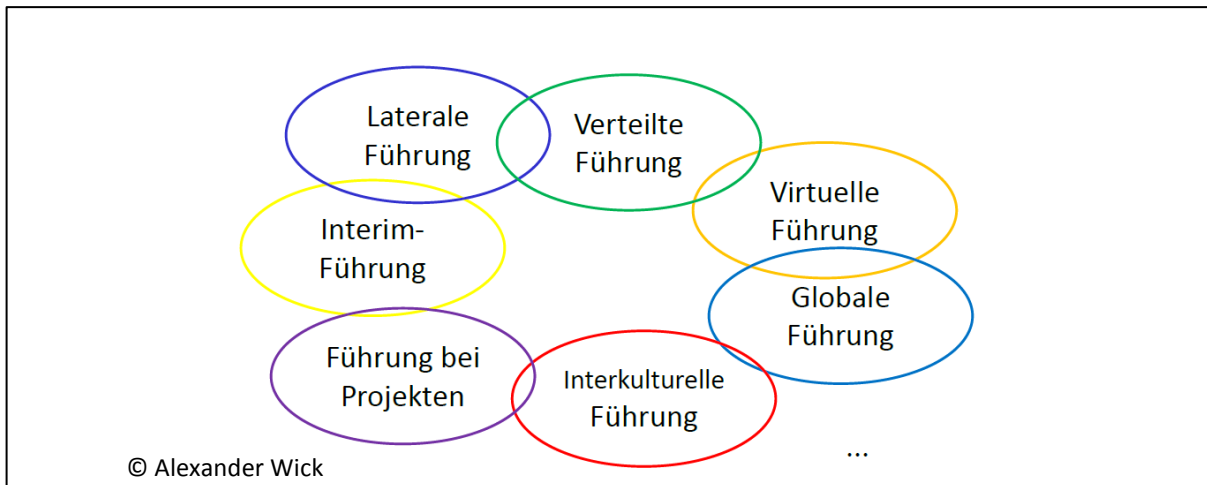 Laterale
Führung
Verteilte
Führung
Virtuelle
Führung
Interim-
Führung
Globale
Führung
Führung bei
Projekten
Interkulturelle
Führung
...
© Alexander Wick